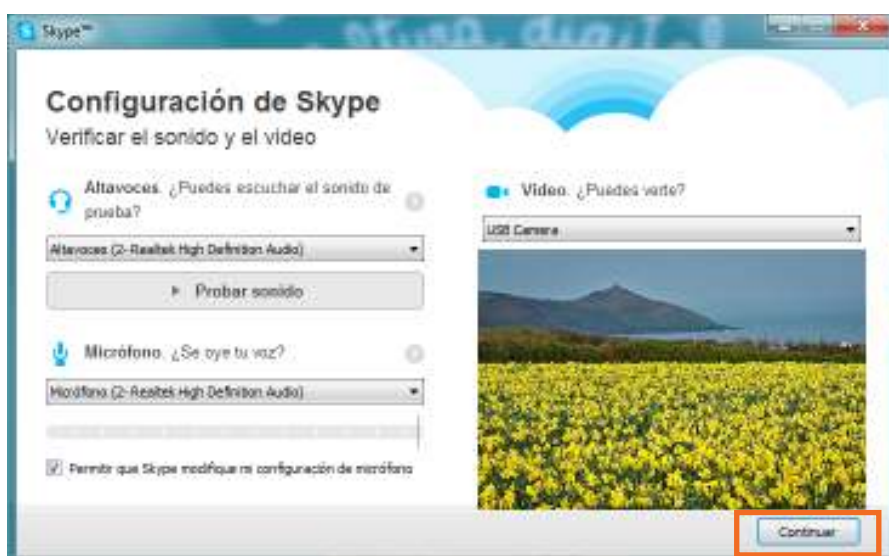 Skype™
Configuración de Skype
Verificar el sonido y el video
Altavoces. ¿Puedes escuchar el sonido de
prueba?
Altavoces (2- Realtek High Definition Audio)
Probar sonido
Micrófono. ¿Se oye tu voz?
Micrófono (2- Realtek High Definition Audio)
Permitir que Skype modifique mi configuración de micrófono
Video. ¿Puedes verte?
USB Camera
Continuar